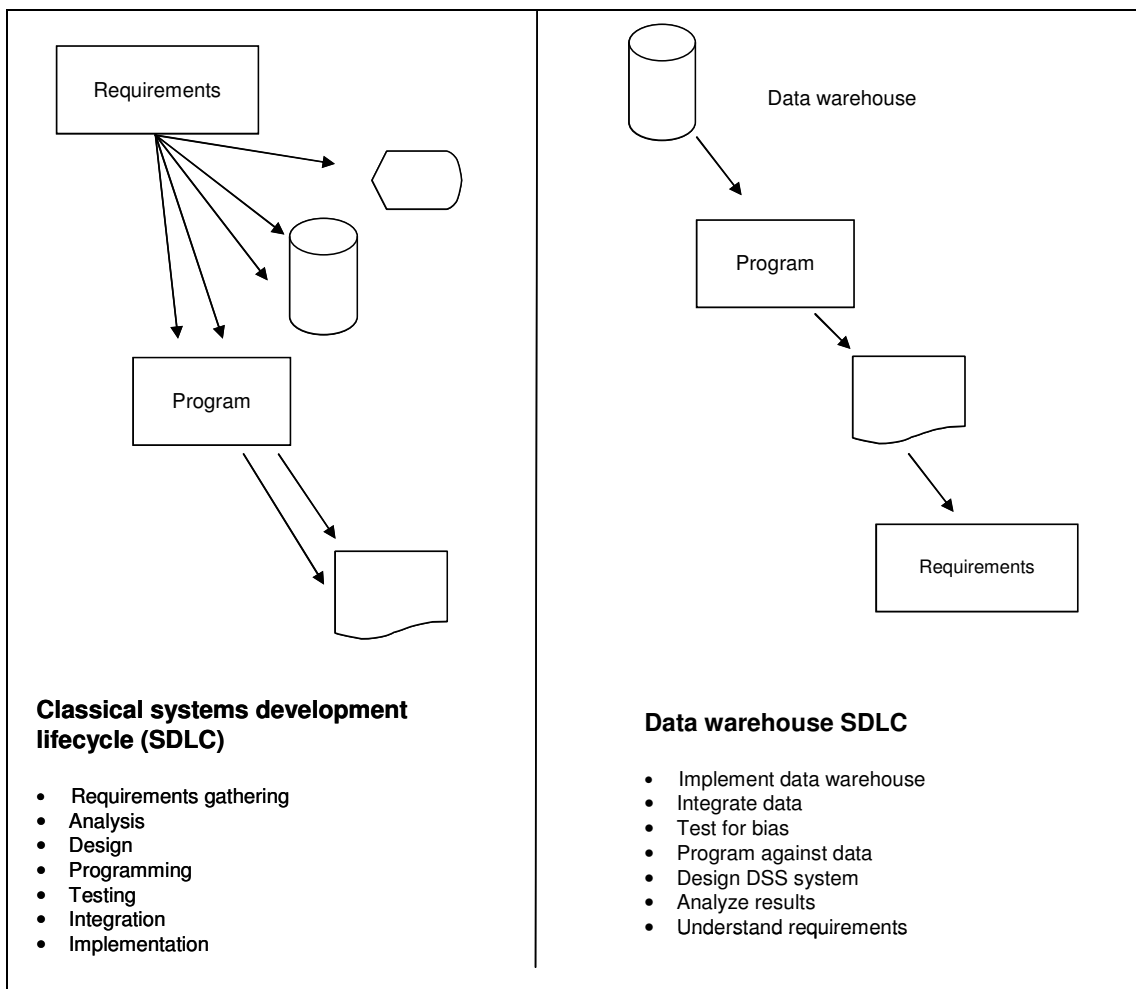 Requirements
Program
Classical systems development
lifecycle (SDLC)
• Requirements gathering
• Analysis
• Design
• Programming
• Testing
• Integration
• Implementation
Data warehouse
Program
Requirements
Data warehouse SDLC
• Implement data warehouse
• Integrate data
• Test for bias
• Program against data
• Design DSS system
• Analyze results
• Understand requirements